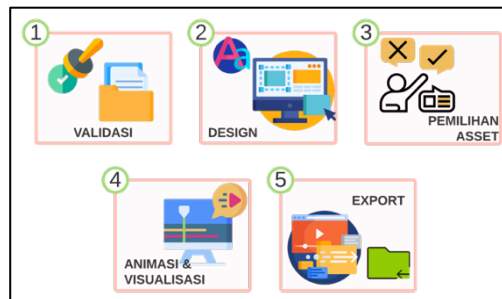 1
VALIDASI
2
Aa
DESIGN
3
PEMILIHAN
ASSET
4
ANIMASI &
VISUALISASI
5
EXPORT